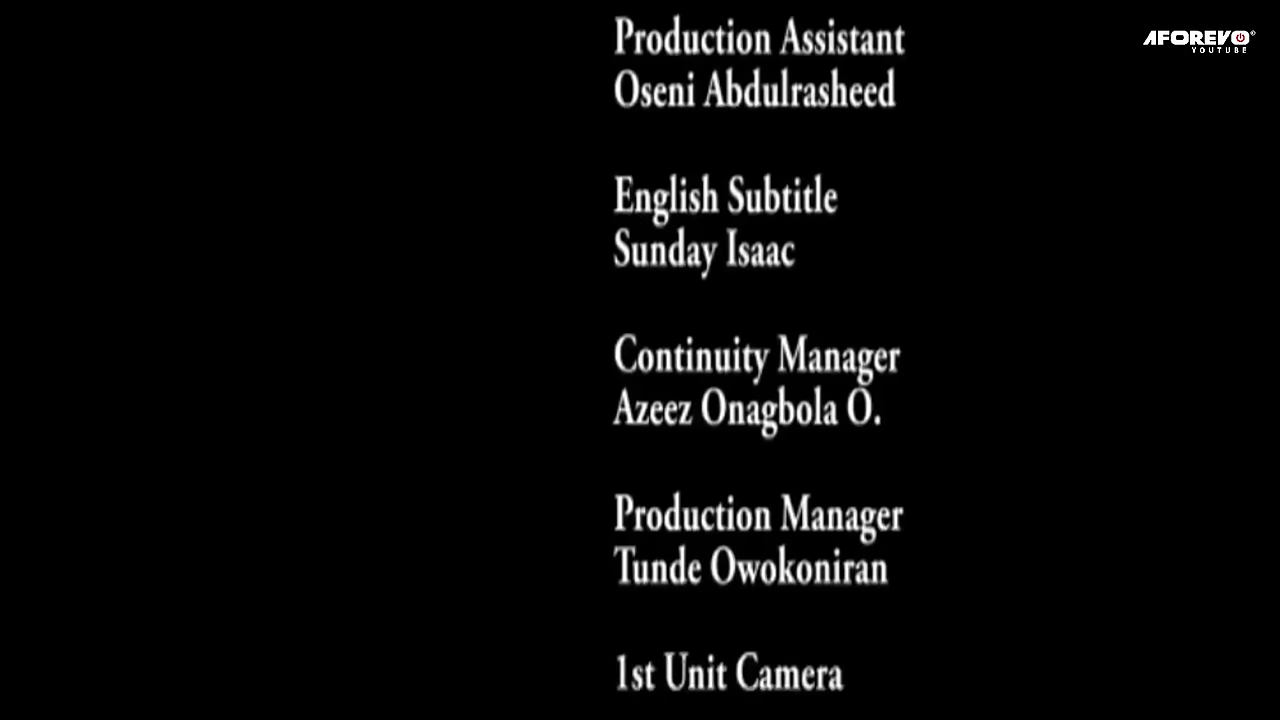 Production Assistant
Oseni Abdulrasheed
English Subtitle
Sunday Isaac
Continuity Manager
Azeez Onagbola O.
Production Manager
Tunde Owokoniran
1st Unit Camera
AFOREVO
YOUTUBE